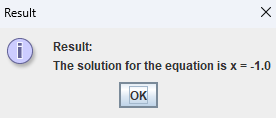 Result
Result:
The solution for the equation is x = -1.0
OK